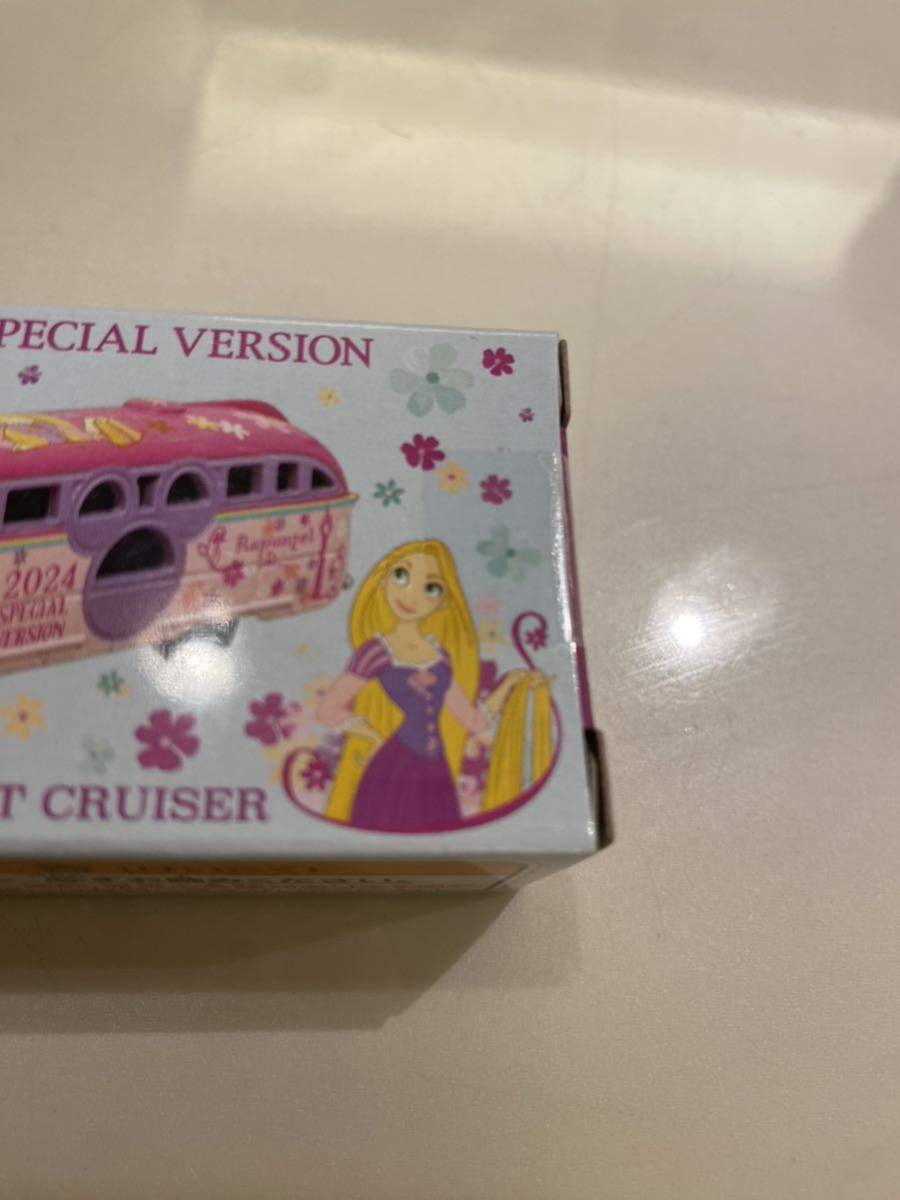 PECIAL VERSION
Rapunzel
2024
SPECIAL
VERSION
T CRUISER